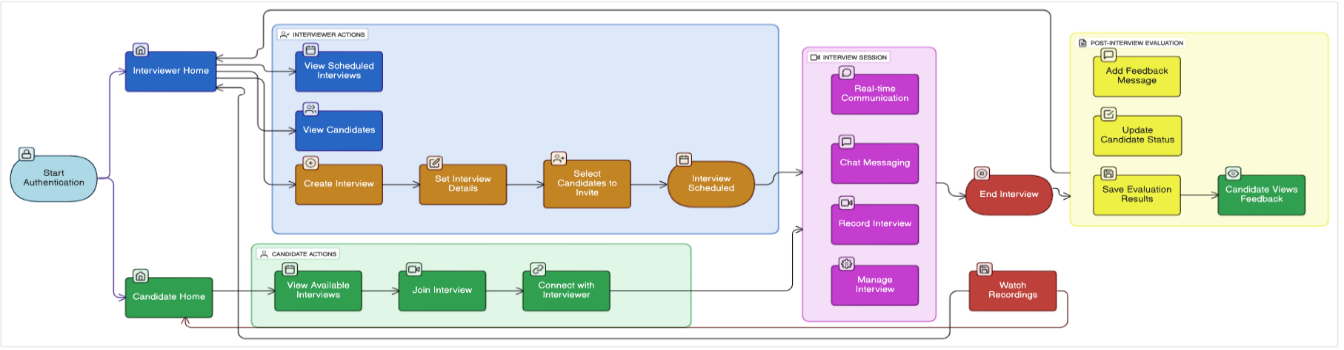 Start
Authentication
Interviewer Home
Candidate Home
INTERVIEWER ACTIONS
View Scheduled
Interviews
View Candidates
Create Interview
Set Interview
Details
Select
Candidates to
Invite
Interview
Scheduled
CANDIDATE ACTIONS
View Available
Interviews
Join Interview
Connect with
Interviewer
INTERVIEW SESSION
Real-time
Communication
Chat Messaging
Record Interview
Manage
Interview
End Interview
Watch
Recordings
POST-INTERVIEW EVALUATION
Add Feedback
Message
Update
Candidate Status
Save Evaluation
Results
Candidate Views
Feedback